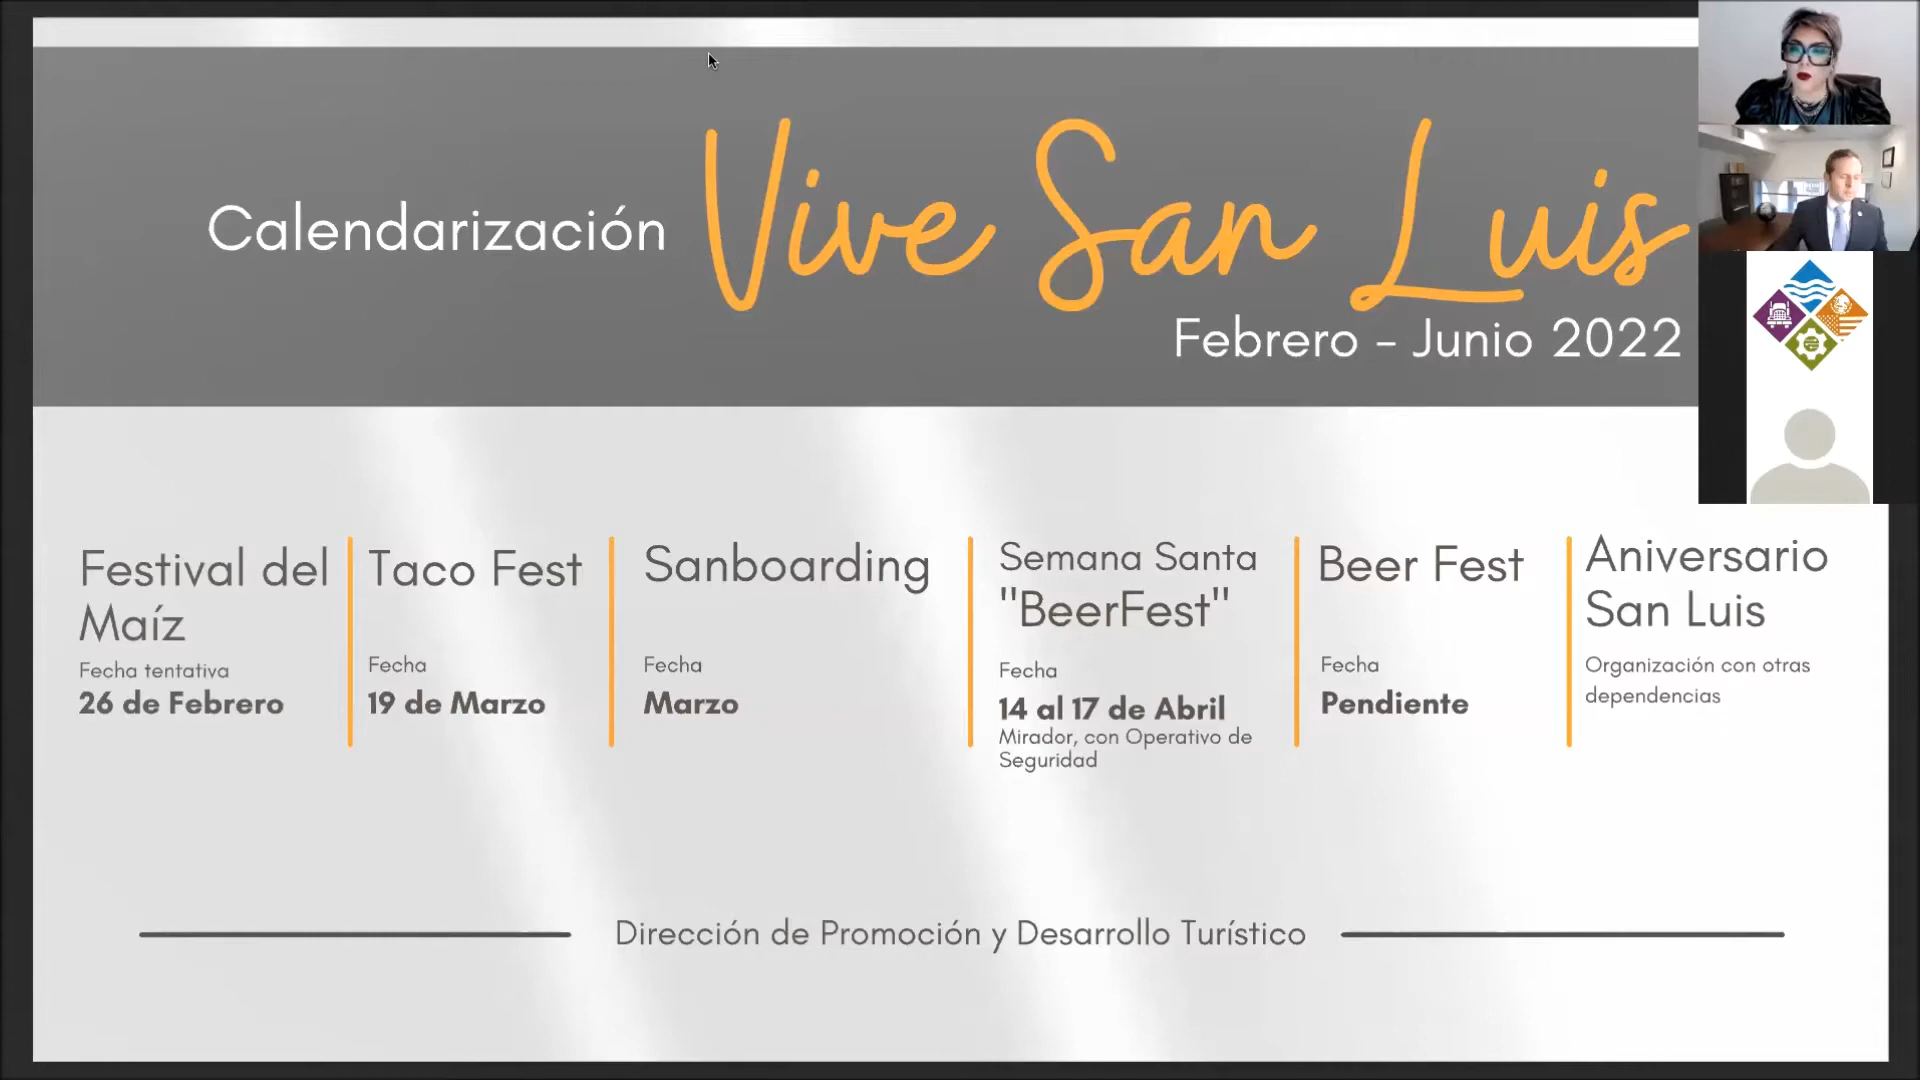 Calendarización Vive San Luis
Febrero - Junio 2022
Festival del
Maíz
Fecha tentativa
26 de Febrero
Taco Fest
Fecha
19 de Marzo
Sanboarding
Fecha
Marzo
Semana Santa
"BeerFest"
Fecha
14 al 17 de Abril
Mirador, con Operativo de
Seguridad
Beer Fest
Fecha
Pendiente
Aniversario
San Luis
Organización con otras
dependencias
Dirección de Promoción y Desarrollo Turístico